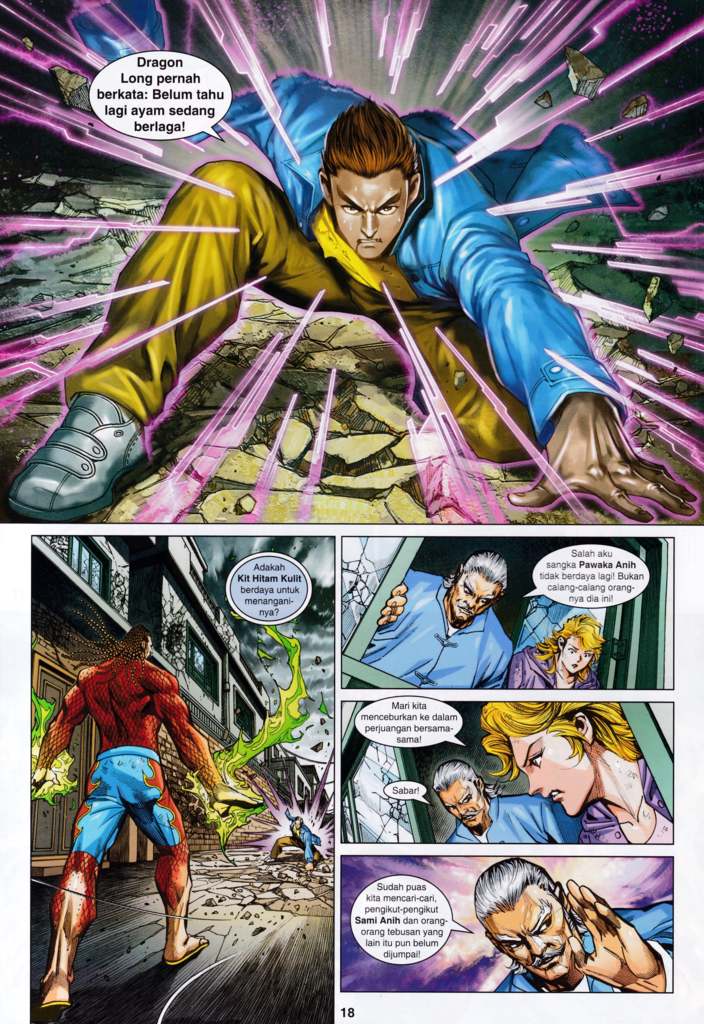 Dragon
Long pernah
berkata: Belum tahu
lagi ayam sedang
berlaga!
Adakah
Kit Hitam Kulit
berdaya untuk
menangani-
nya?
Salah aku
sangka Pawaka Anih
tidak berdaya lagi! Bukan
calang-calang orang-
nya dia ini!
Mari kita
menceburkan ke dalam
perjuangan bersama-
sama!
Sabar!
Sudah puas
kita mencari-cari,
pengikut-pengikut
Sami Anih dan orang-
orang tebusan yang
lain itu pun belum
dijumpai!
18